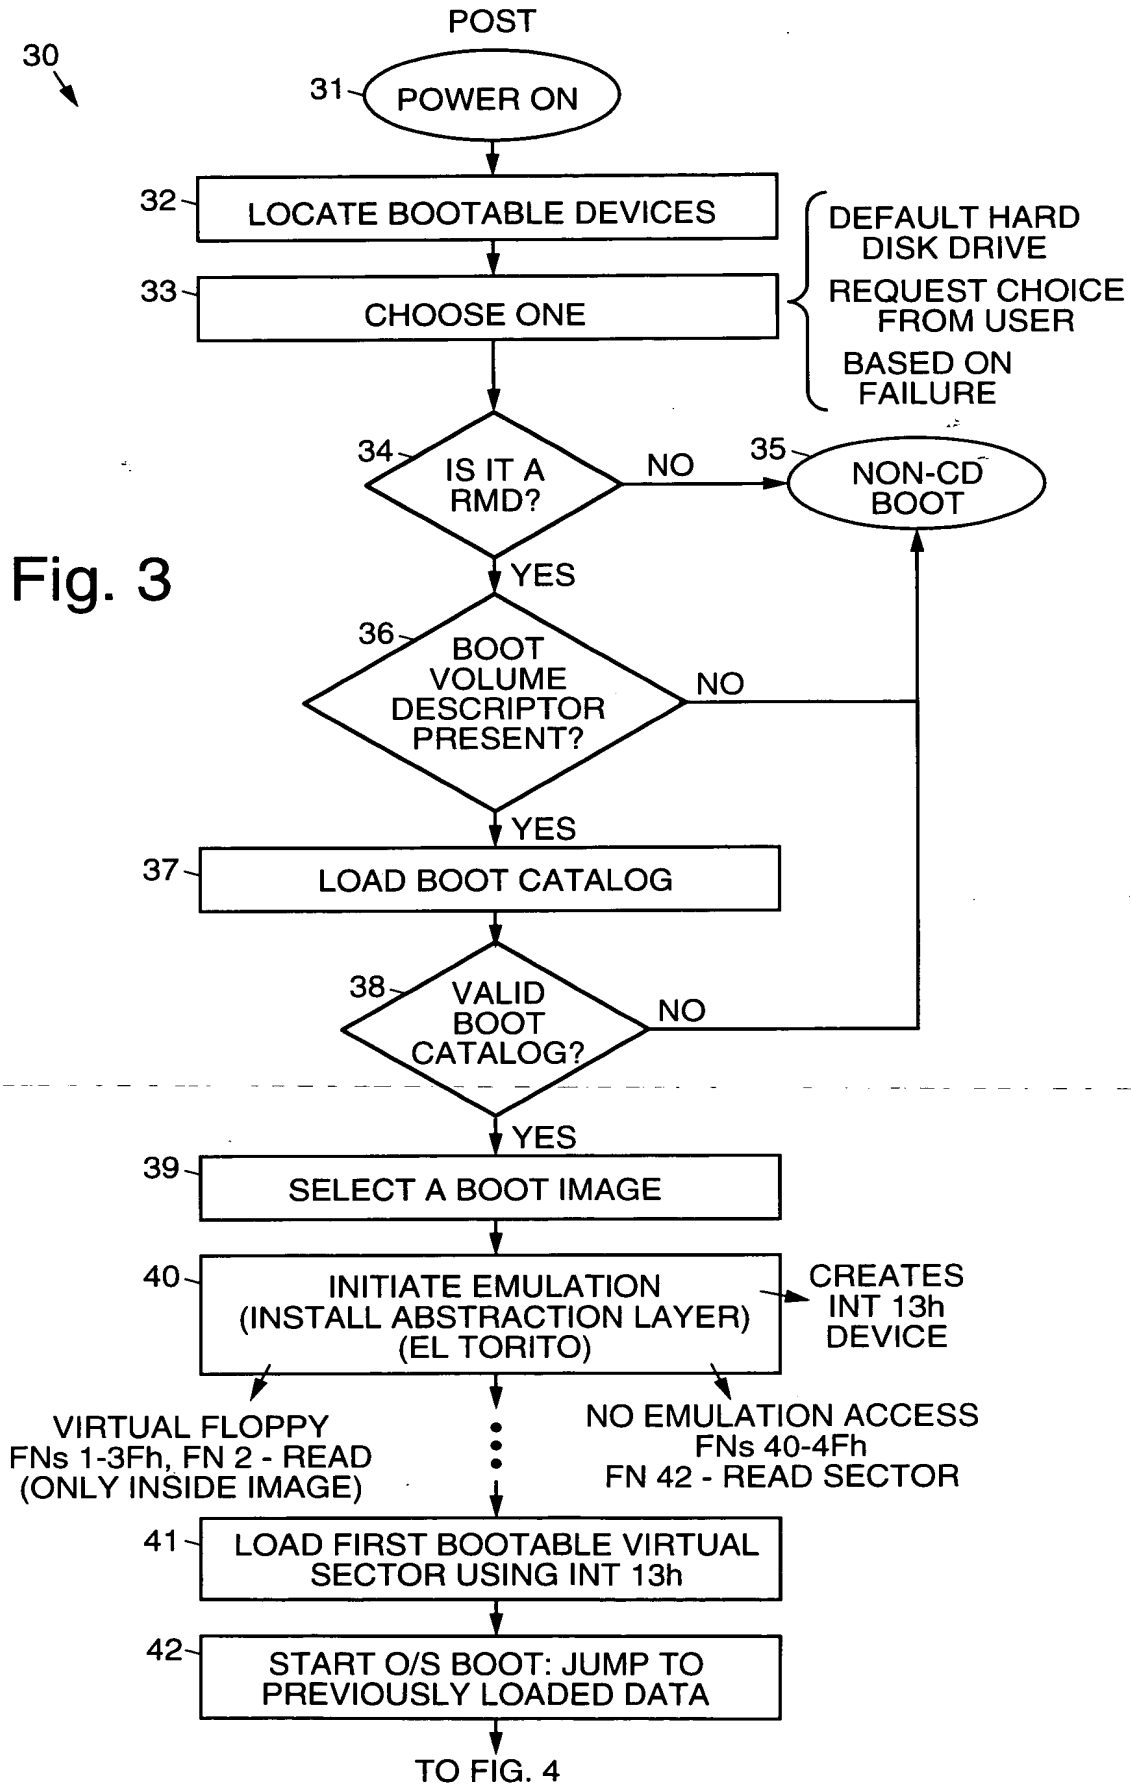 POST
30
31
POWER ON
32
LOCATE BOOTABLE DEVICES
33
CHOOSE ONE
DEFAULT HARD
DISK DRIVE
REQUEST CHOICE
FROM USER
BASED ON
FAILURE
34
IS IT A
RMD?
NO
35
NON-CD
BOOT
YES
Fig. 3
36
BOOT
VOLUME
DESCRIPTOR
PRESENT?
NO
YES
37
LOAD BOOT CATALOG
38
VALID
BOOT
CATALOG?
NO
YES
39
SELECT A BOOT IMAGE
40
INITIATE EMULATION
(INSTALL ABSTRACTION LAYER)
(EL TORITO)
CREATES
INT 13h
DEVICE
VIRTUAL FLOPPY
FNs 1-3Fh, FN 2 - READ
(ONLY INSIDE IMAGE)
NO EMULATION ACCESS
FNs 40-4Fh
FN 42 - READ SECTOR
41
LOAD FIRST BOOTABLE VIRTUAL
SECTOR USING INT 13h
42
START O/S BOOT: JUMP TO
PREVIOUSLY LOADED DATA
TO FIG. 4